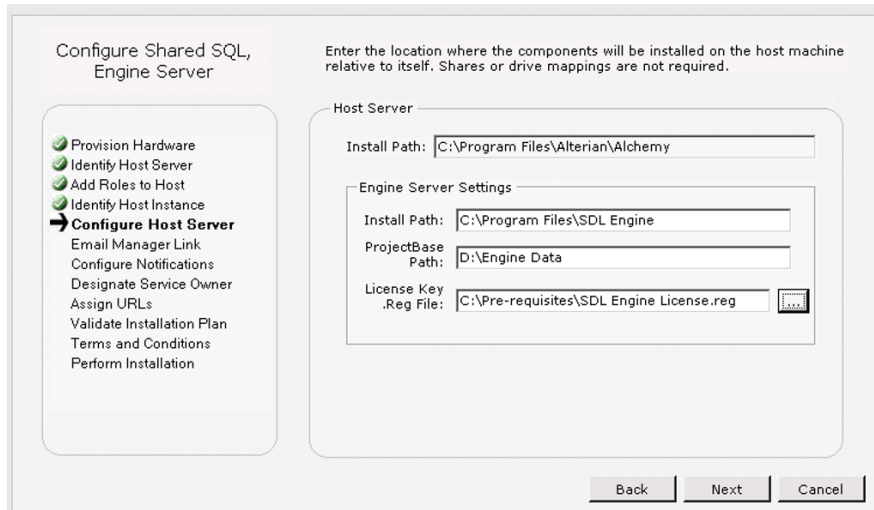 Configure Shared SQL,
Engine Server
Enter the location where the components will be installed on the host machine
relative to itself. Shares or drive mappings are not required.
Provision Hardware
Identify Host Server
Add Roles to Host
Identify Host Instance
Configure Host Server
Email Manager Link
Configure Notifications
Designate Service Owner
Assign URLs
Validate Installation Plan
Terms and Conditions
Perform Installation
Host Server
Install Path: C:\Program Files\Alterian\Alchemy
Engine Server Settings
Install Path: C:\Program Files\SDL Engine
ProjectBase
Path: D:\Engine Data
License Key
.Reg File: C:\Pre-requisites\SDL Engine License.reg ...
Back Next Cancel